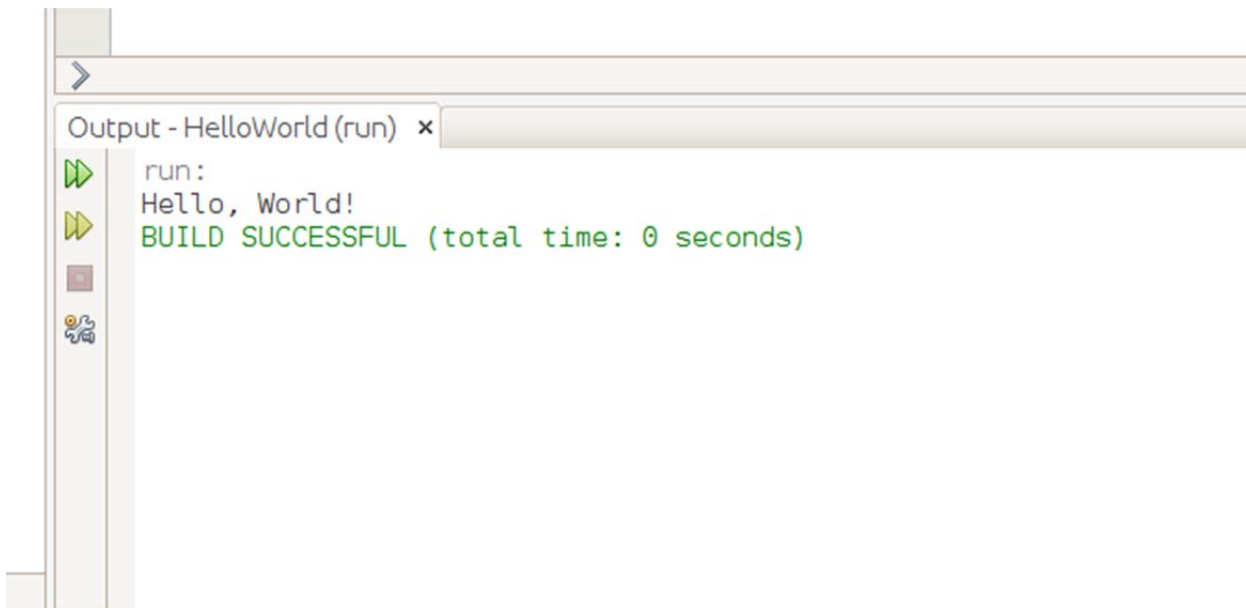 Output - HelloWorld (run) ×
run:
Hello, World!
BUILD SUCCESSFUL (total time: 0 seconds)